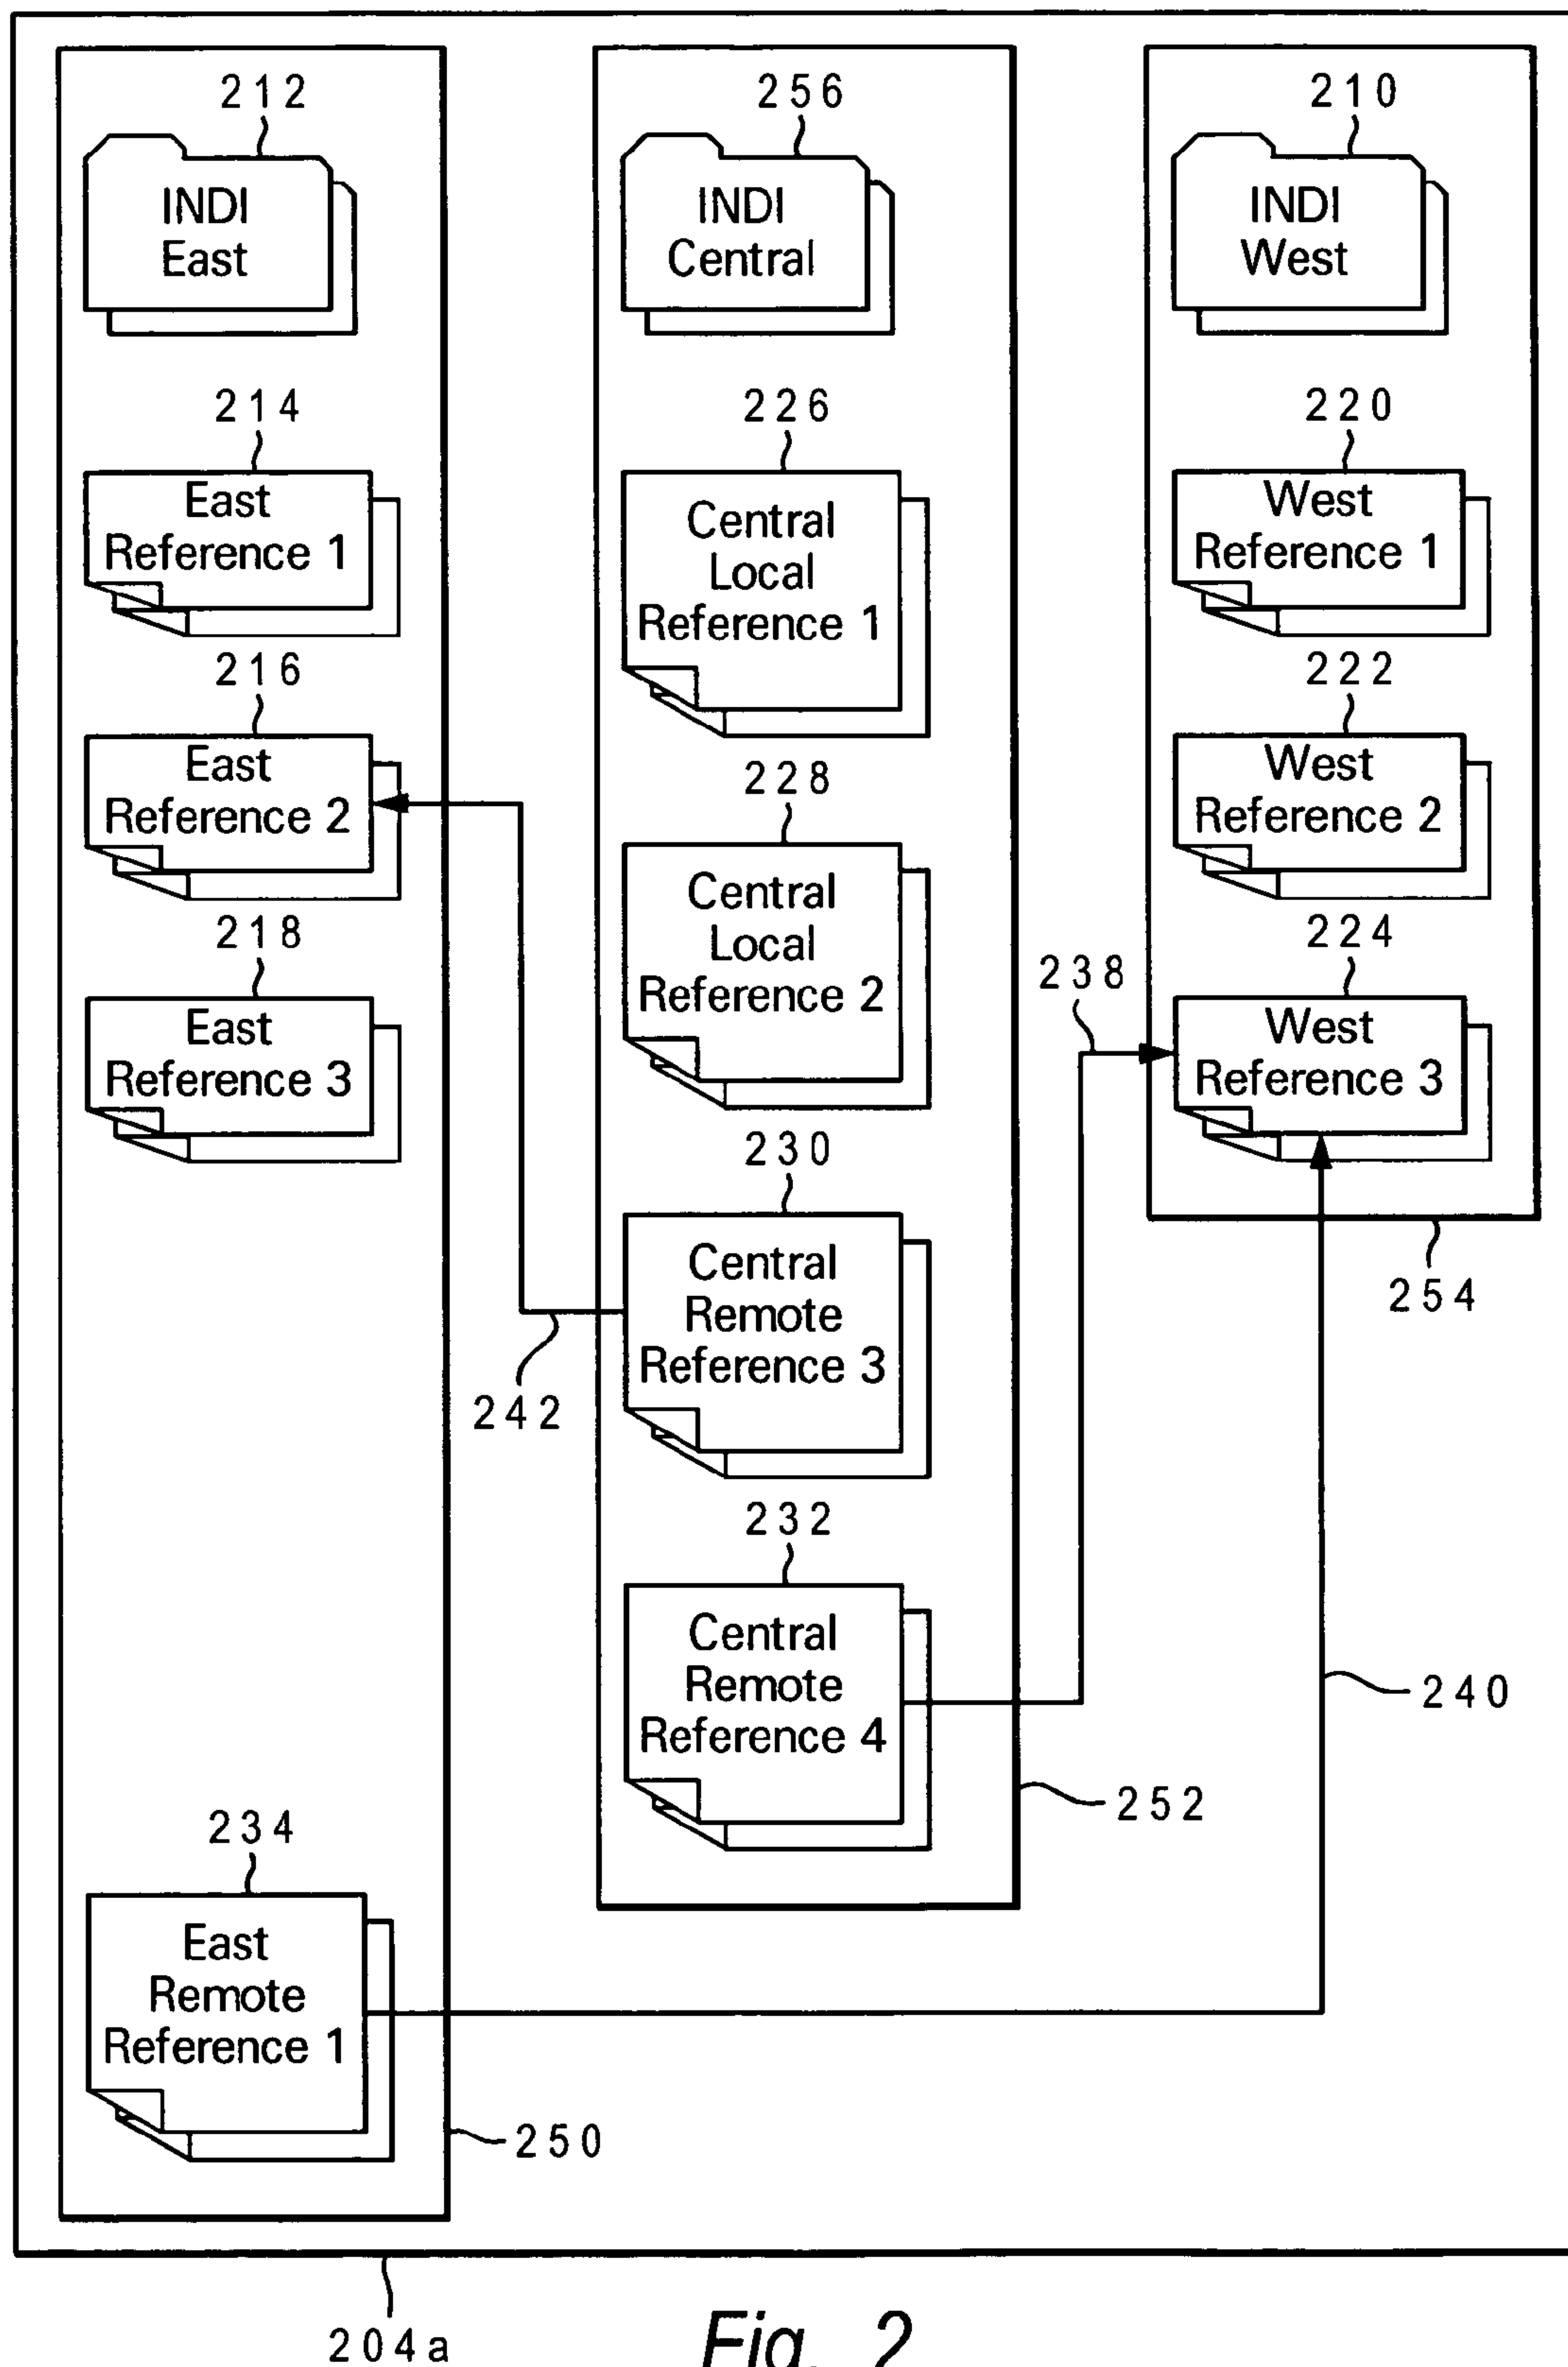 212
INDI
East
214
East
Reference 1
216
East
Reference 2
218
East
Reference 3
234
East
Remote
Reference 1
250
256
INDI
Central
226
Central
Local
Reference 1
228
Central
Local
Reference 2
230
Central
Remote
Reference 3
242
232
Central
Remote
Reference 4
252
210
INDI
West
220
West
Reference 1
222
West
Reference 2
224
238
West
Reference 3
254
240
204a
Fig. 2